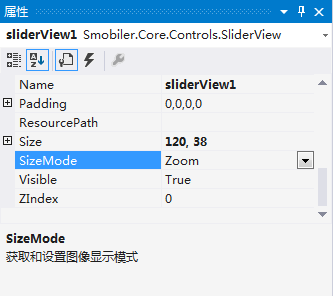 属性
sliderView1 Smobiler.Core.Controls.SliderView
Name sliderView1
Padding 0,0,0,0
ResourcePath
Size 120, 38
SizeMode Zoom
Visible True
ZIndex 0
SizeMode
获取和设置图像显示模式